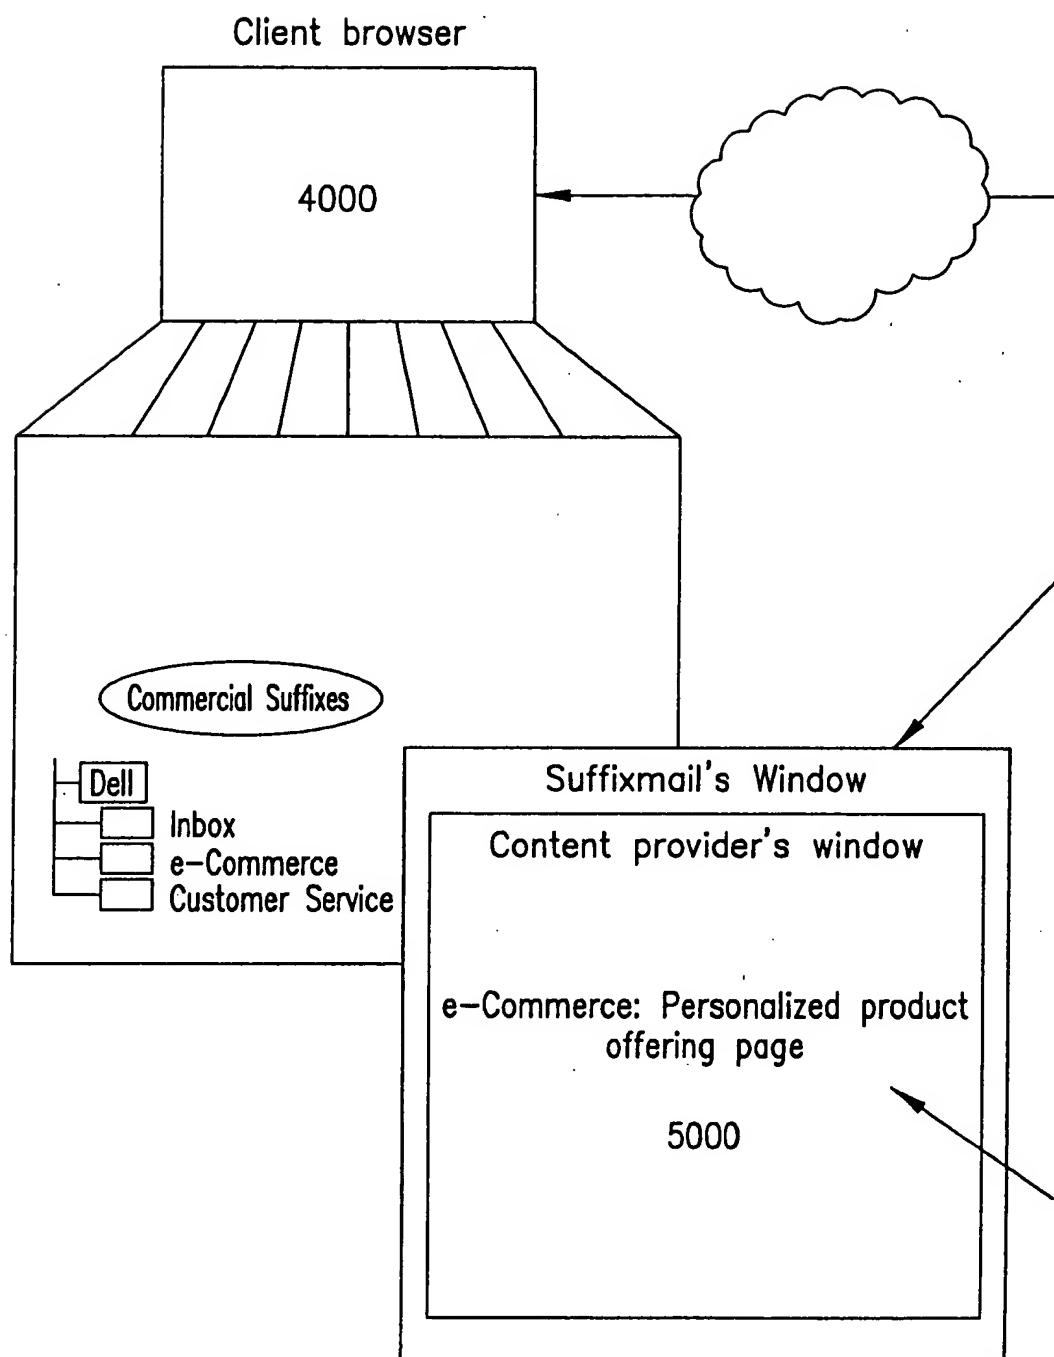 Client browser
4000
Commercial Suffixes
Dell
Inbox
e-Commerce
Customer Service
Suffixmail's Window
Content provider's window
e-Commerce: Personalized product
offering page
5000